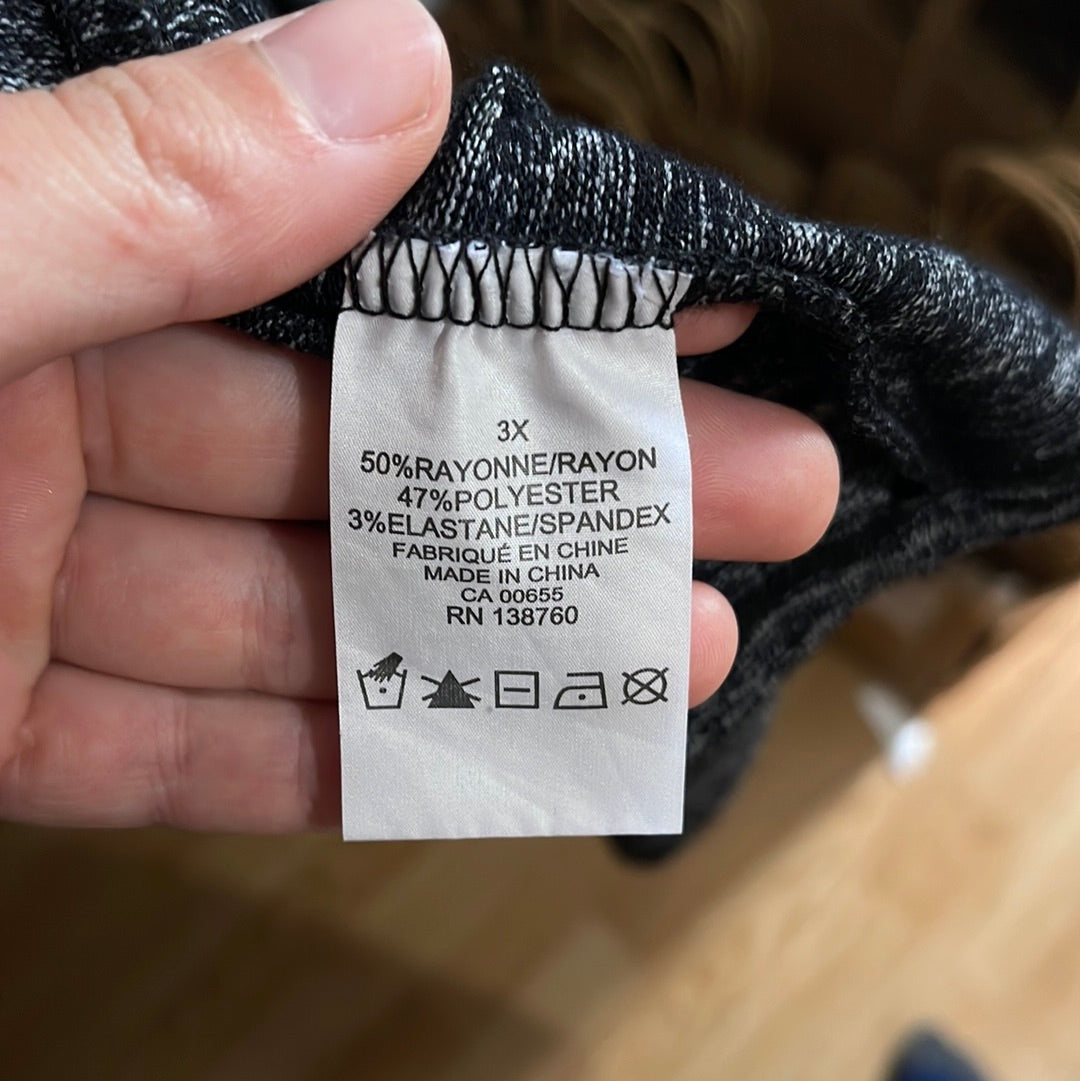 3X
50%RAYONNE/RAYON
47%POLYESTER
3%ELASTANE/SPANDEX
FABRIQUÉ EN CHINE
MADE IN CHINA
CA 00655
RN 138760